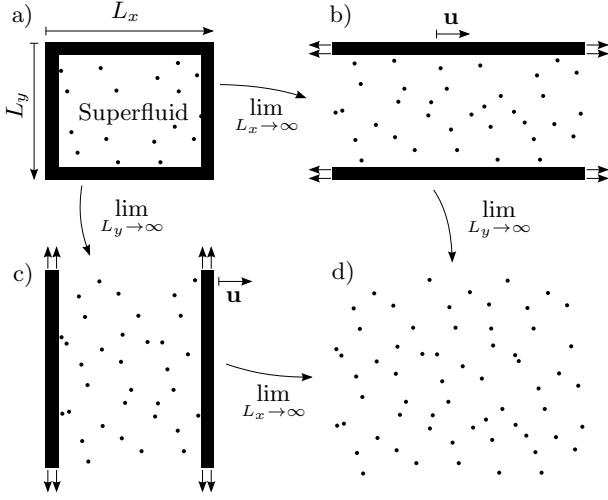 a)
L_x
L_y
Superfluid
lim
L_x→∞
b)
u
lim
L_y→∞
lim
L_y→∞
c)
u
lim
L_x→∞
d)